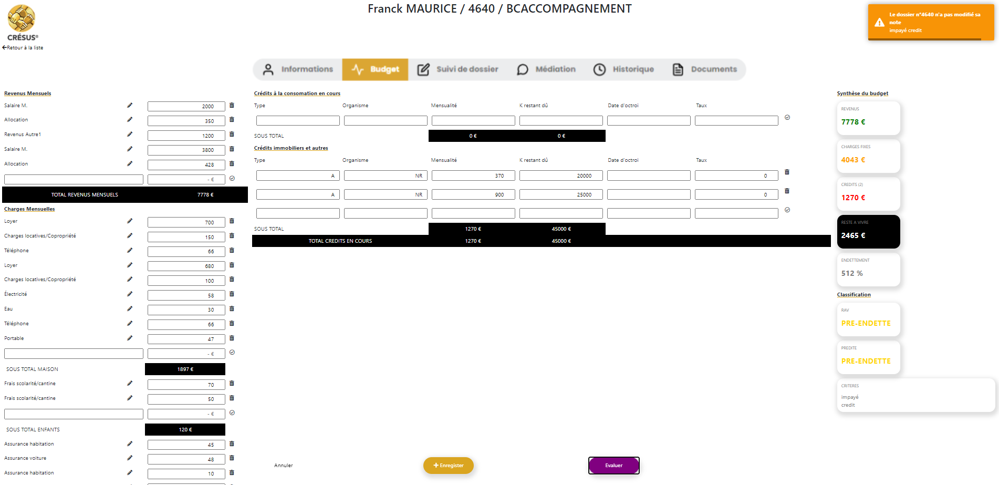 CRÉSUS®
Retour à la liste
Franck MAURICE / 4640 / BCACCOMPAGNEMENT
Le dossier n°4640 n'a pas modifié sa
note
impayé credit
Informations
Budget
Suivi de dossier
Médiation
Historique
Documents
Revenus Mensuels
Salaire M. 2000
Allocation 350
Revenus Autre1 1200
Salaire M. 3800
Allocation 428
- €
TOTAL REVENUS MENSUELS 7778 €
Charges Mensuelles
Loyer 700
Charges locatives/Copropriété 150
Téléphone 66
Loyer 680
Charges locatives/Copropriété 100
Électricité 58
Eau 30
Téléphone 66
Portable 47
- €
SOUS TOTAL MAISON 1897 €
Frais scolarité/cantine 70
Frais scolarité/cantine 50
- €
SOUS TOTAL ENFANTS 120 €
Assurance habitation 45
Assurance voiture 48
Assurance habitation 10
Crédits à la consomation en cours
Type Organisme Mensualité K restant dû Date d'octroi Taux
SOUS TOTAL 0 € 0 €
Crédits immobiliers et autres
Type Organisme Mensualité K restant dû Date d'octroi Taux
A NR 370 20000 0
A NR 900 25000 0
SOUS TOTAL 1270 € 45000 €
TOTAL CREDITS EN COURS 1270 € 45000 €
Annuler
+ Enregister
Evaluer
Synthèse du budget
REVENUS
7778 €
CHARGES FIXES
4043 €
CREDITS (2)
1270 €
RESTE A VIVRE
2465 €
ENDETTEMENT
512 %
Classification
RAV
PRE-ENDETTE
PREDITE
PRE-ENDETTE
CRITERES
impayé
credit